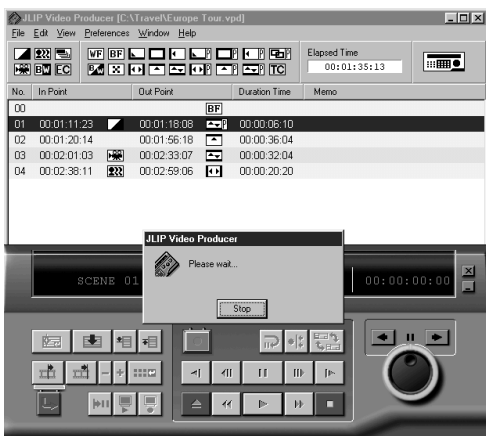 JLIP Video Producer [C:\Travel\Europe Tour.vpd]
File Edit View Preferences Window Help
WF BF P P P P Elapsed Time
BW EC P P TC 00:01:35:13
No. In Point Out Point Duration Time Memo
00 BF
01 00:01:11:23 00:01:18:08 P 00:00:06:10
02 00:01:20:14 00:01:56:18 00:00:36:04
03 00:02:01:03 00:02:33:07 00:00:32:04
04 00:02:38:11 00:02:59:06 00:00:20:20
JLIP Video Producer
Please wait...
Stop
SCENE 01 00:00:00:00